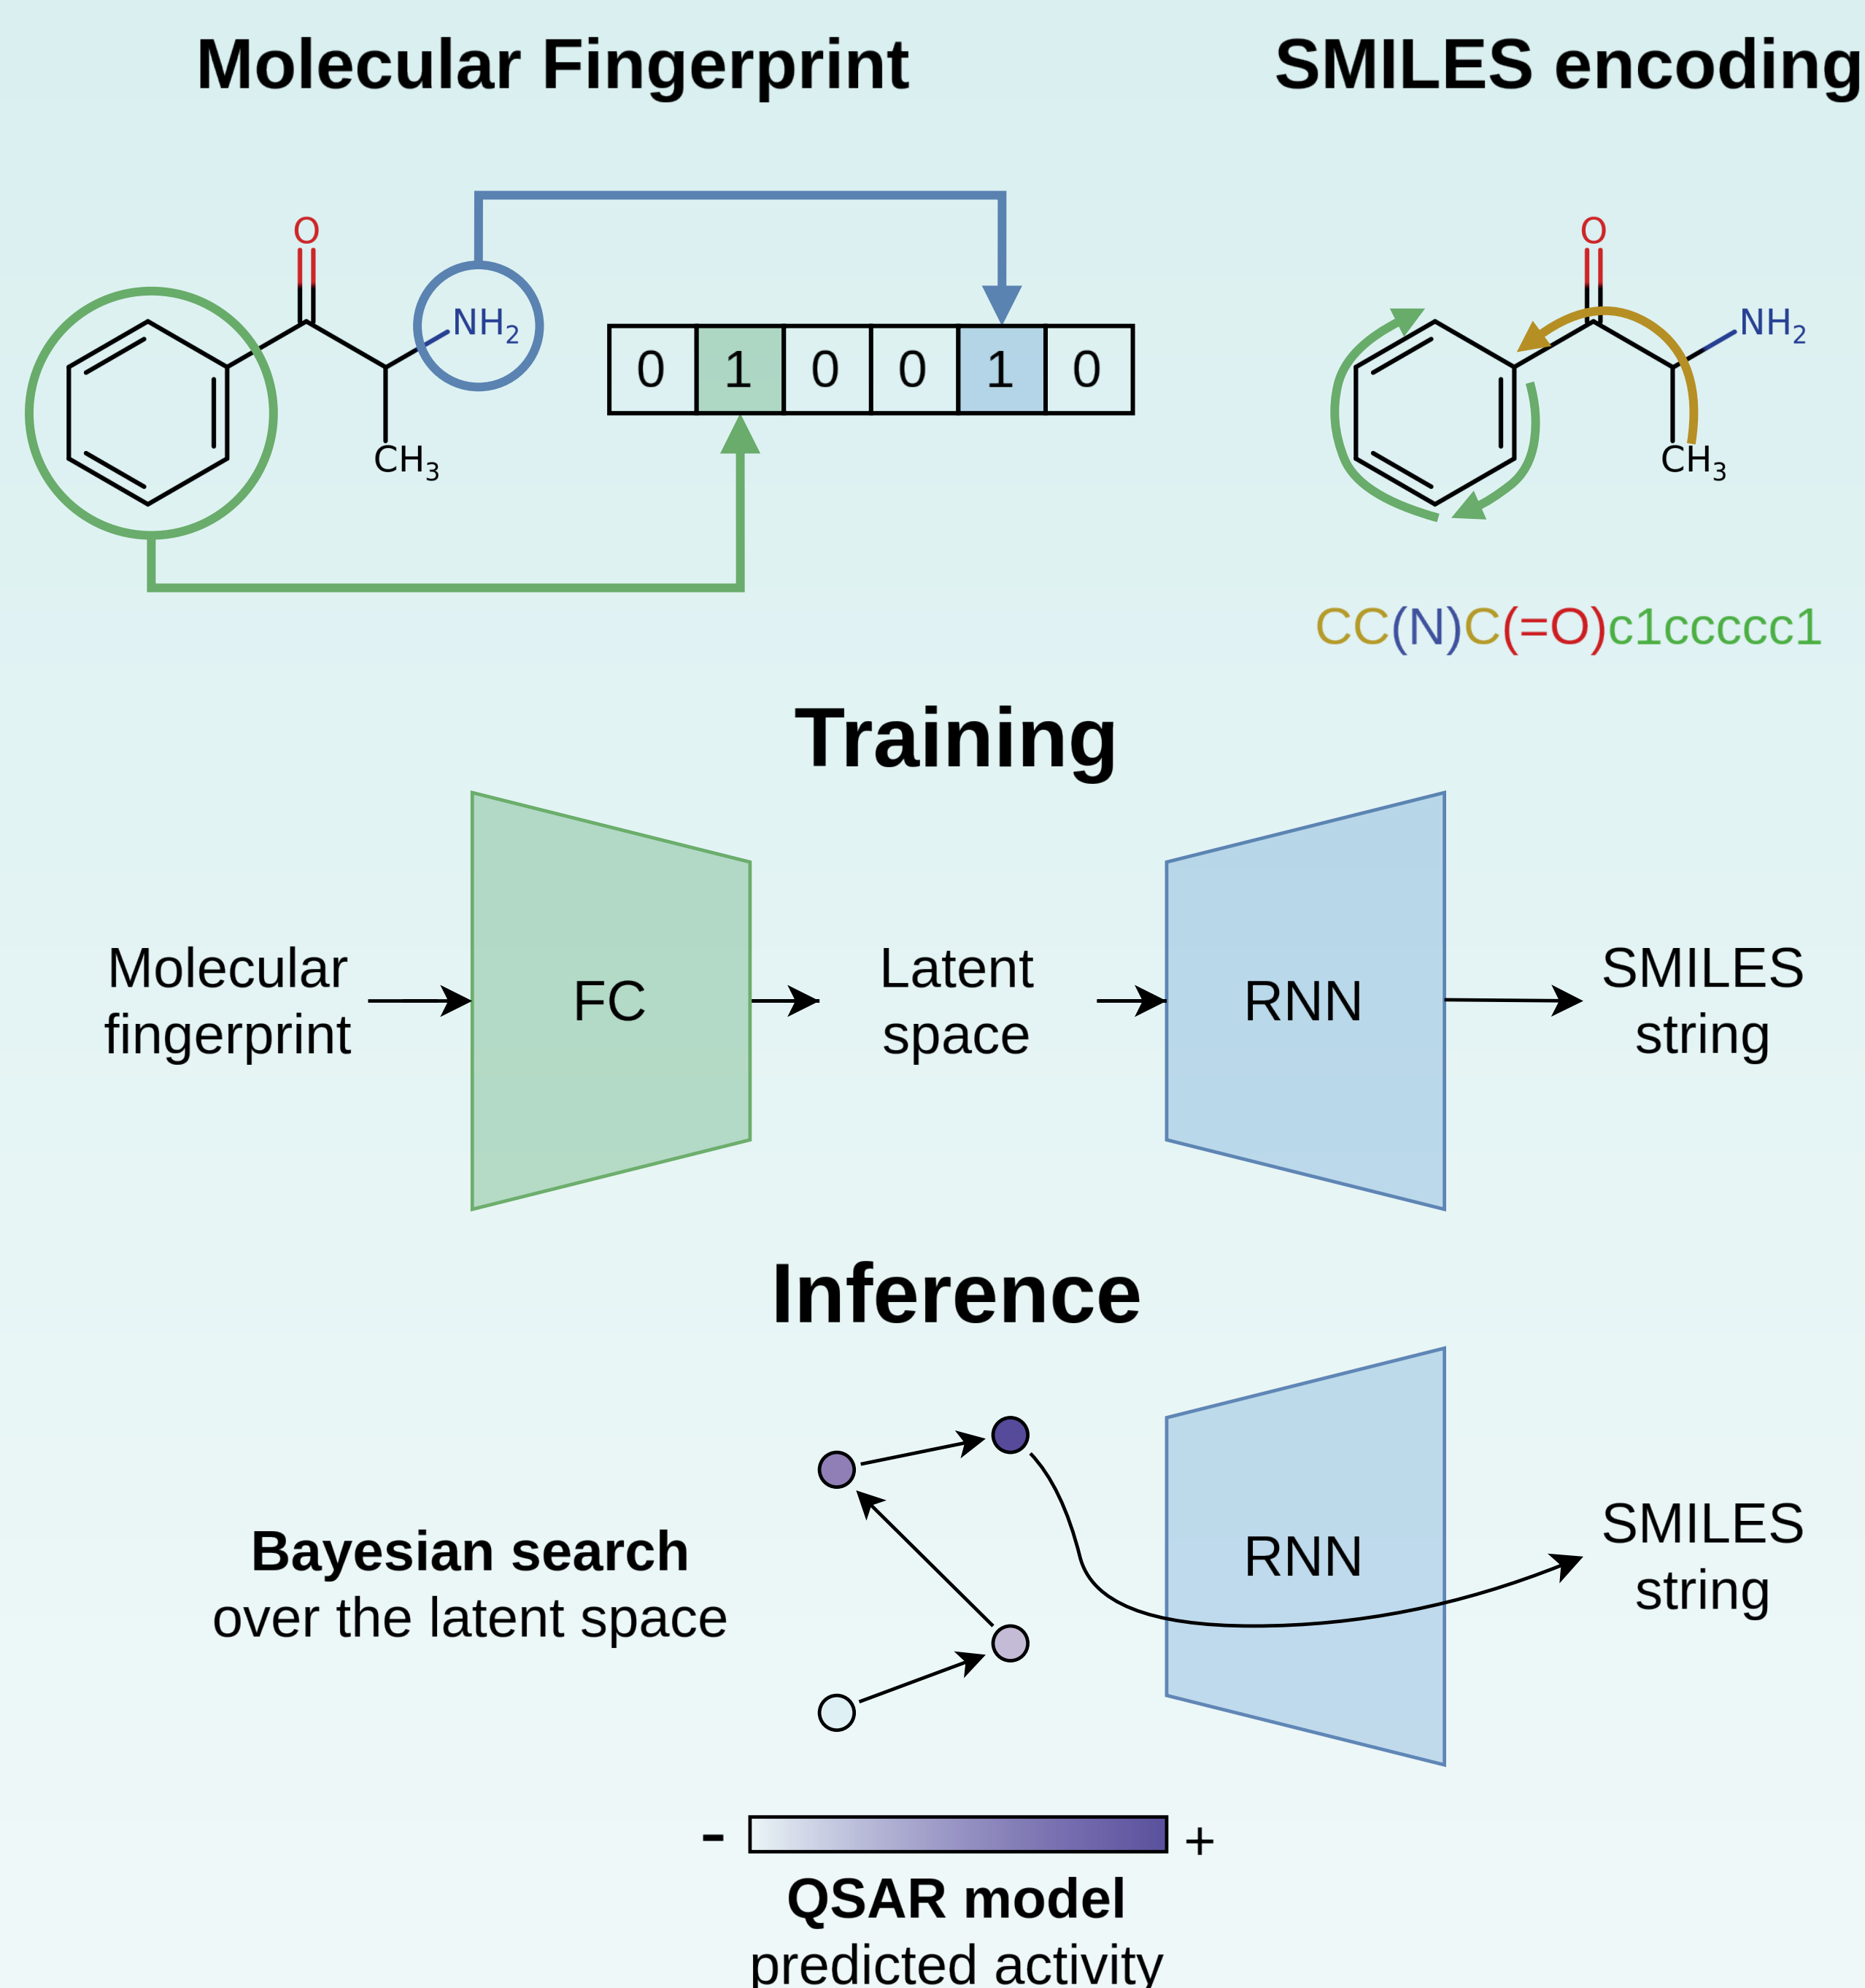 Molecular Fingerprint
SMILES encoding
O
NH2
CH3
0 1 0 0 1 0
O
NH2
CH3
CC(N)C(=O)c1ccccc1
Training
Molecular
fingerprint
FC
Latent
space
RNN
SMILES
string
Inference
Bayesian search
over the latent space
RNN
SMILES
string
- +
QSAR model
predicted activity